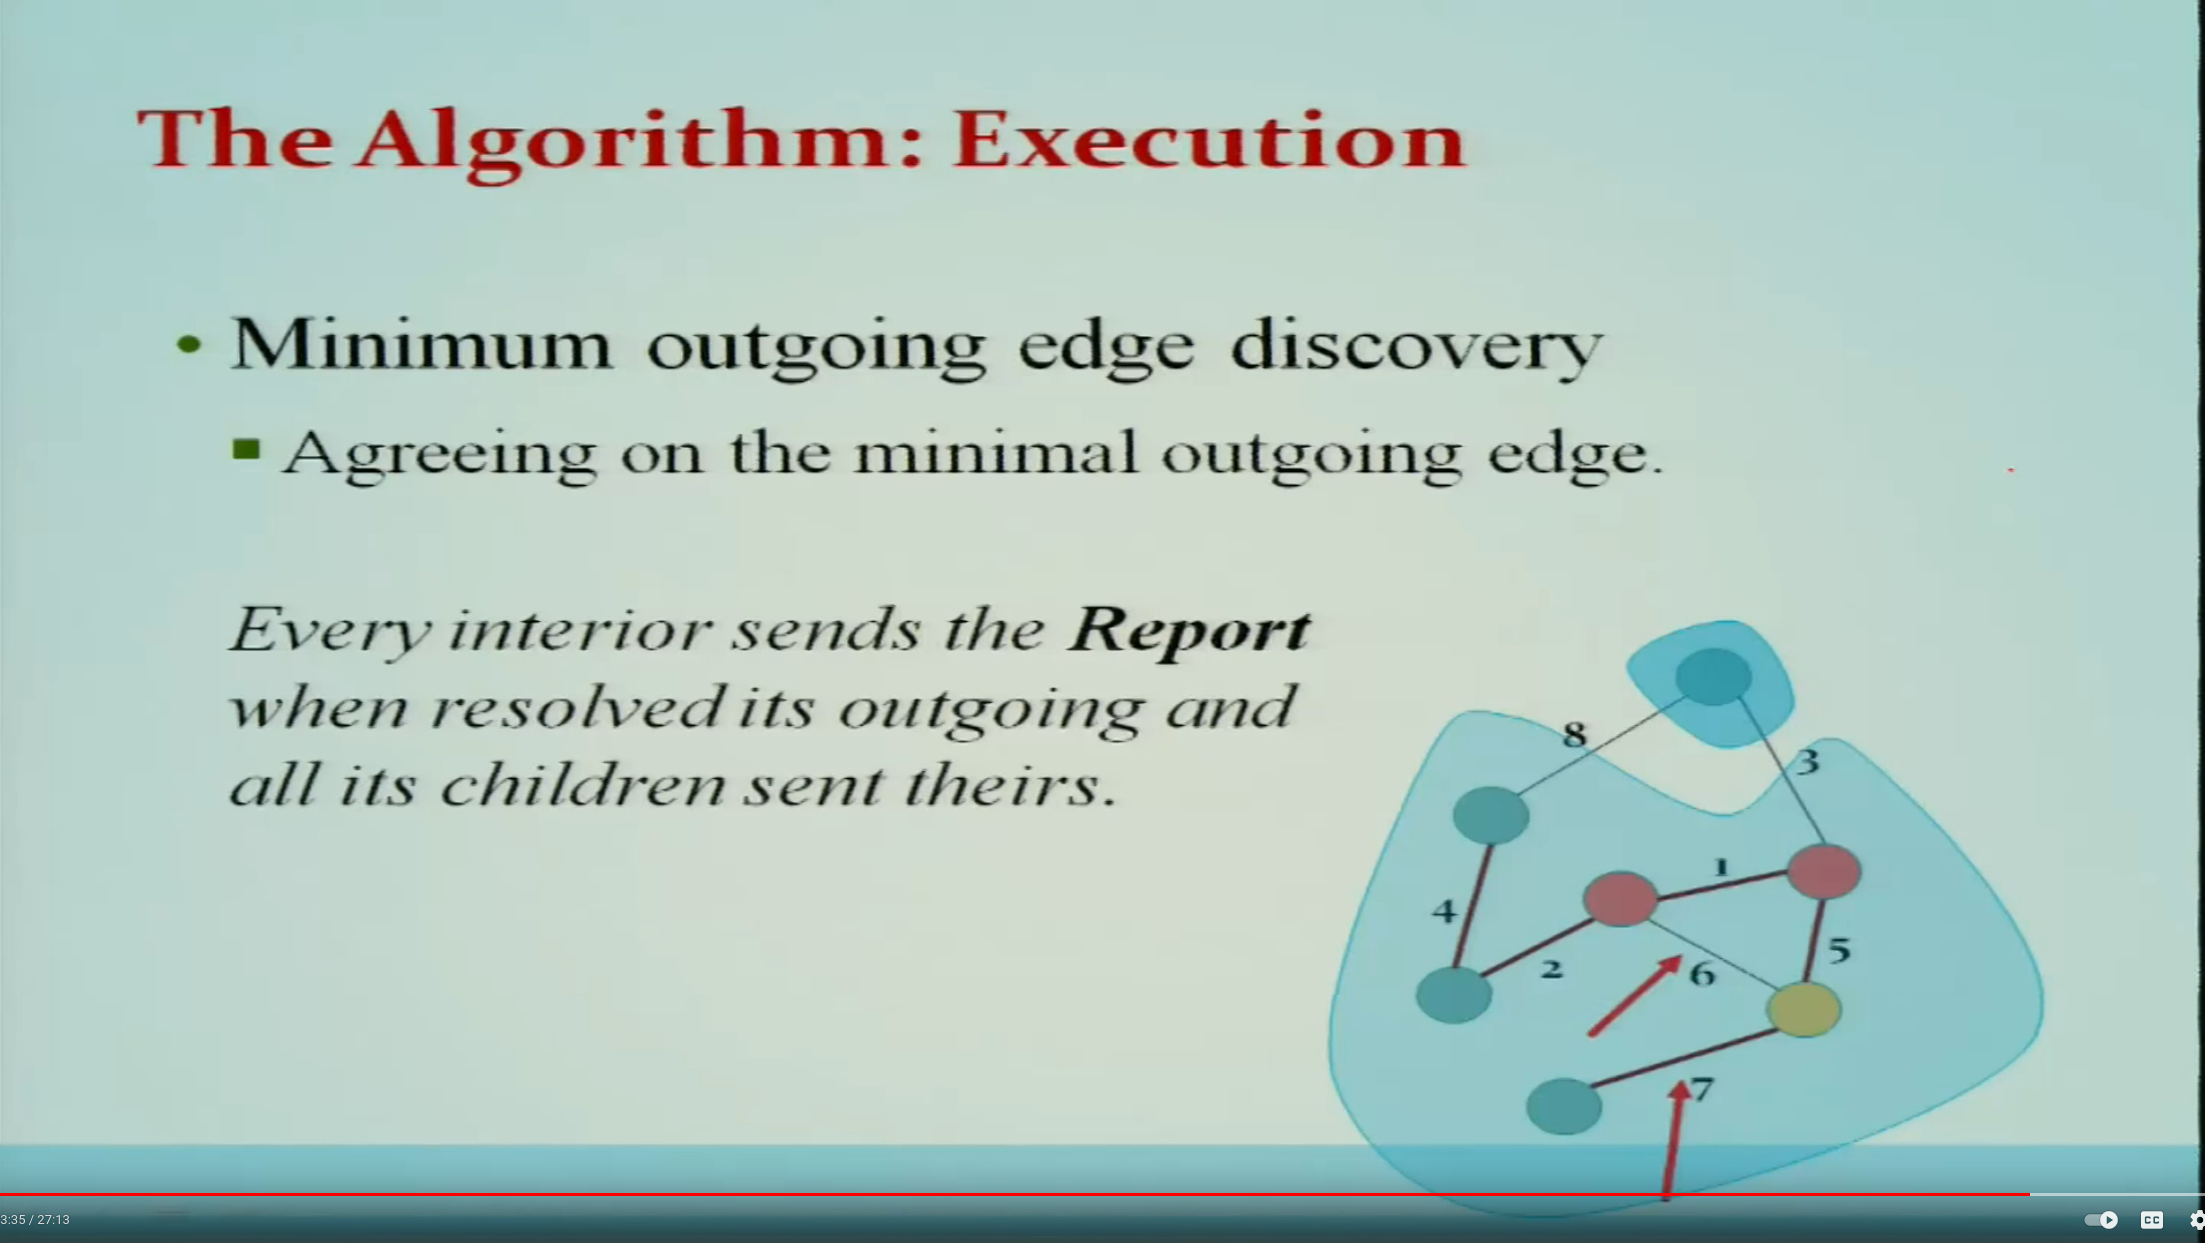 The Algorithm: Execution
• Minimum outgoing edge discovery
▪ Agreeing on the minimal outgoing edge.
Every interior sends the Report
when resolved its outgoing and
all its children sent theirs.
8
3
1
4
2
6
5
7
3:35 / 27:13
CC